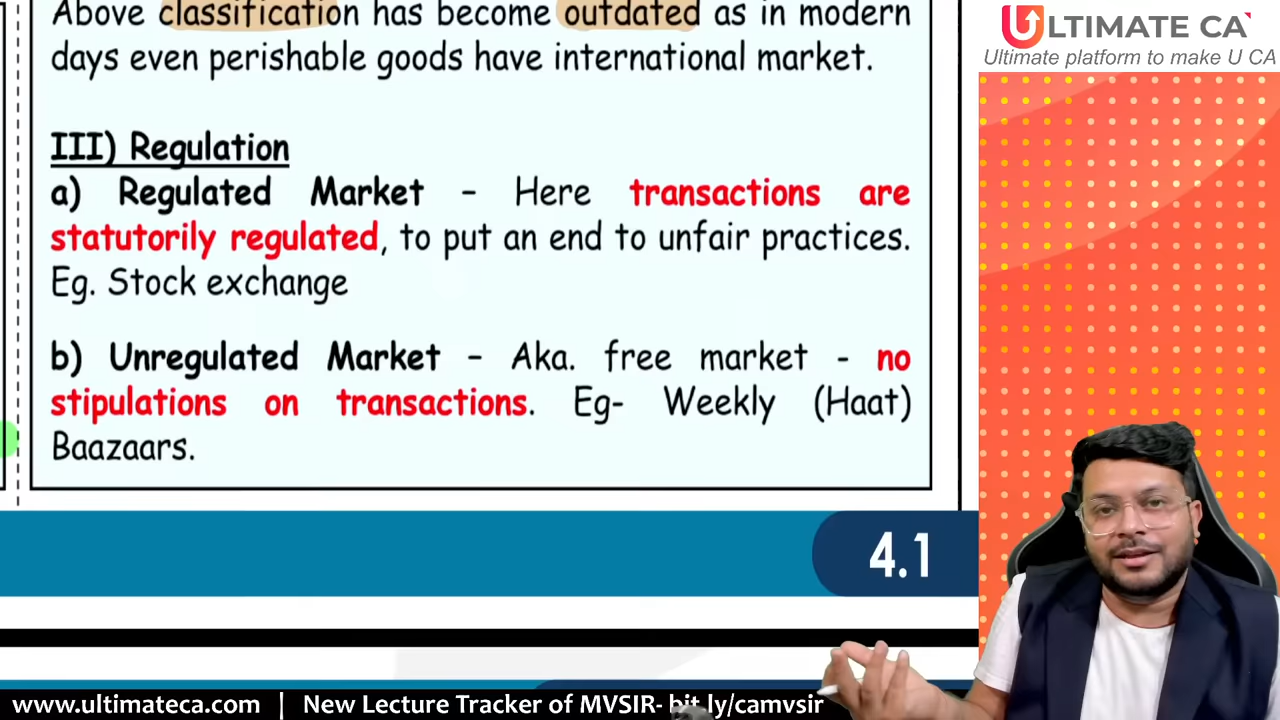 Above classification has become outdated as in modern
days even perishable goods have international market.
III) Regulation
a) Regulated Market – Here transactions are
statutorily regulated, to put an end to unfair practices.
Eg. Stock exchange
b) Unregulated Market – Aka. free market - no
stipulations on transactions. Eg- Weekly (Haat)
Baazaars.
4.1
ULTIMATE CA
Ultimate platform to make U CA
www.ultimateca.com | New Lecture Tracker of MVSIR- bit.ly/camvsir